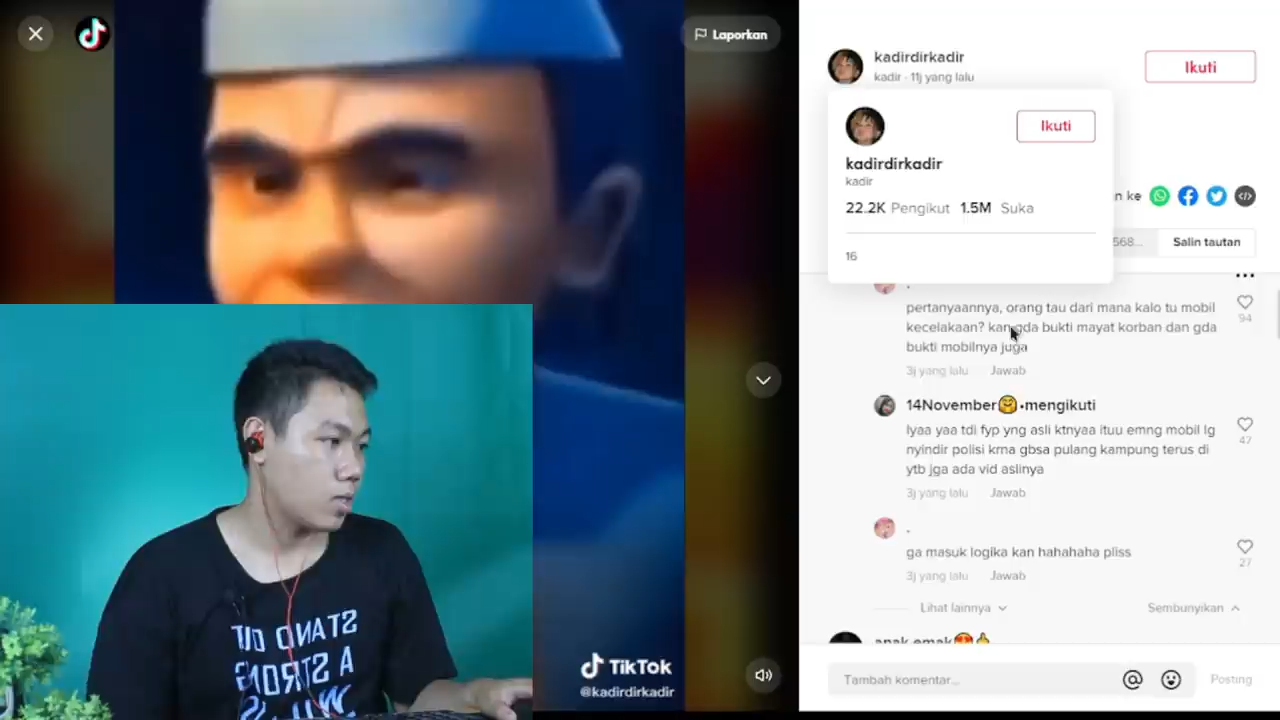 Laporkan
kadirdirkadir
kadir · 11j yang lalu
Ikuti
Ikuti
kadirdirkadir
kadir
22.2K Pengikut 1.5M Suka
16
n ke
568...
Salin tautan
.
pertanyaannya, orang tau dari mana kalo tu mobil
kecelakaan? kan gda bukti mayat korban dan gda
bukti mobilnya juga
94
3j yang lalu Jawab
14November🤗 •mengikuti
Iyaa yaa tdi fyp yng asli ktnyaa ituu emng mobil lg
nyindir polisi krna gbsa pulang kampung terus di
ytb jga ada vid aslinya
47
3j yang lalu Jawab
.
ga masuk logika kan hahahaha pliss
27
3j yang lalu Jawab
Lihat lainnya
Sembunyikan
anak emak😍👍
Tambah komentar...
Posting
TikTok
@kadirdirkadir
STAND OUT
A STRONG